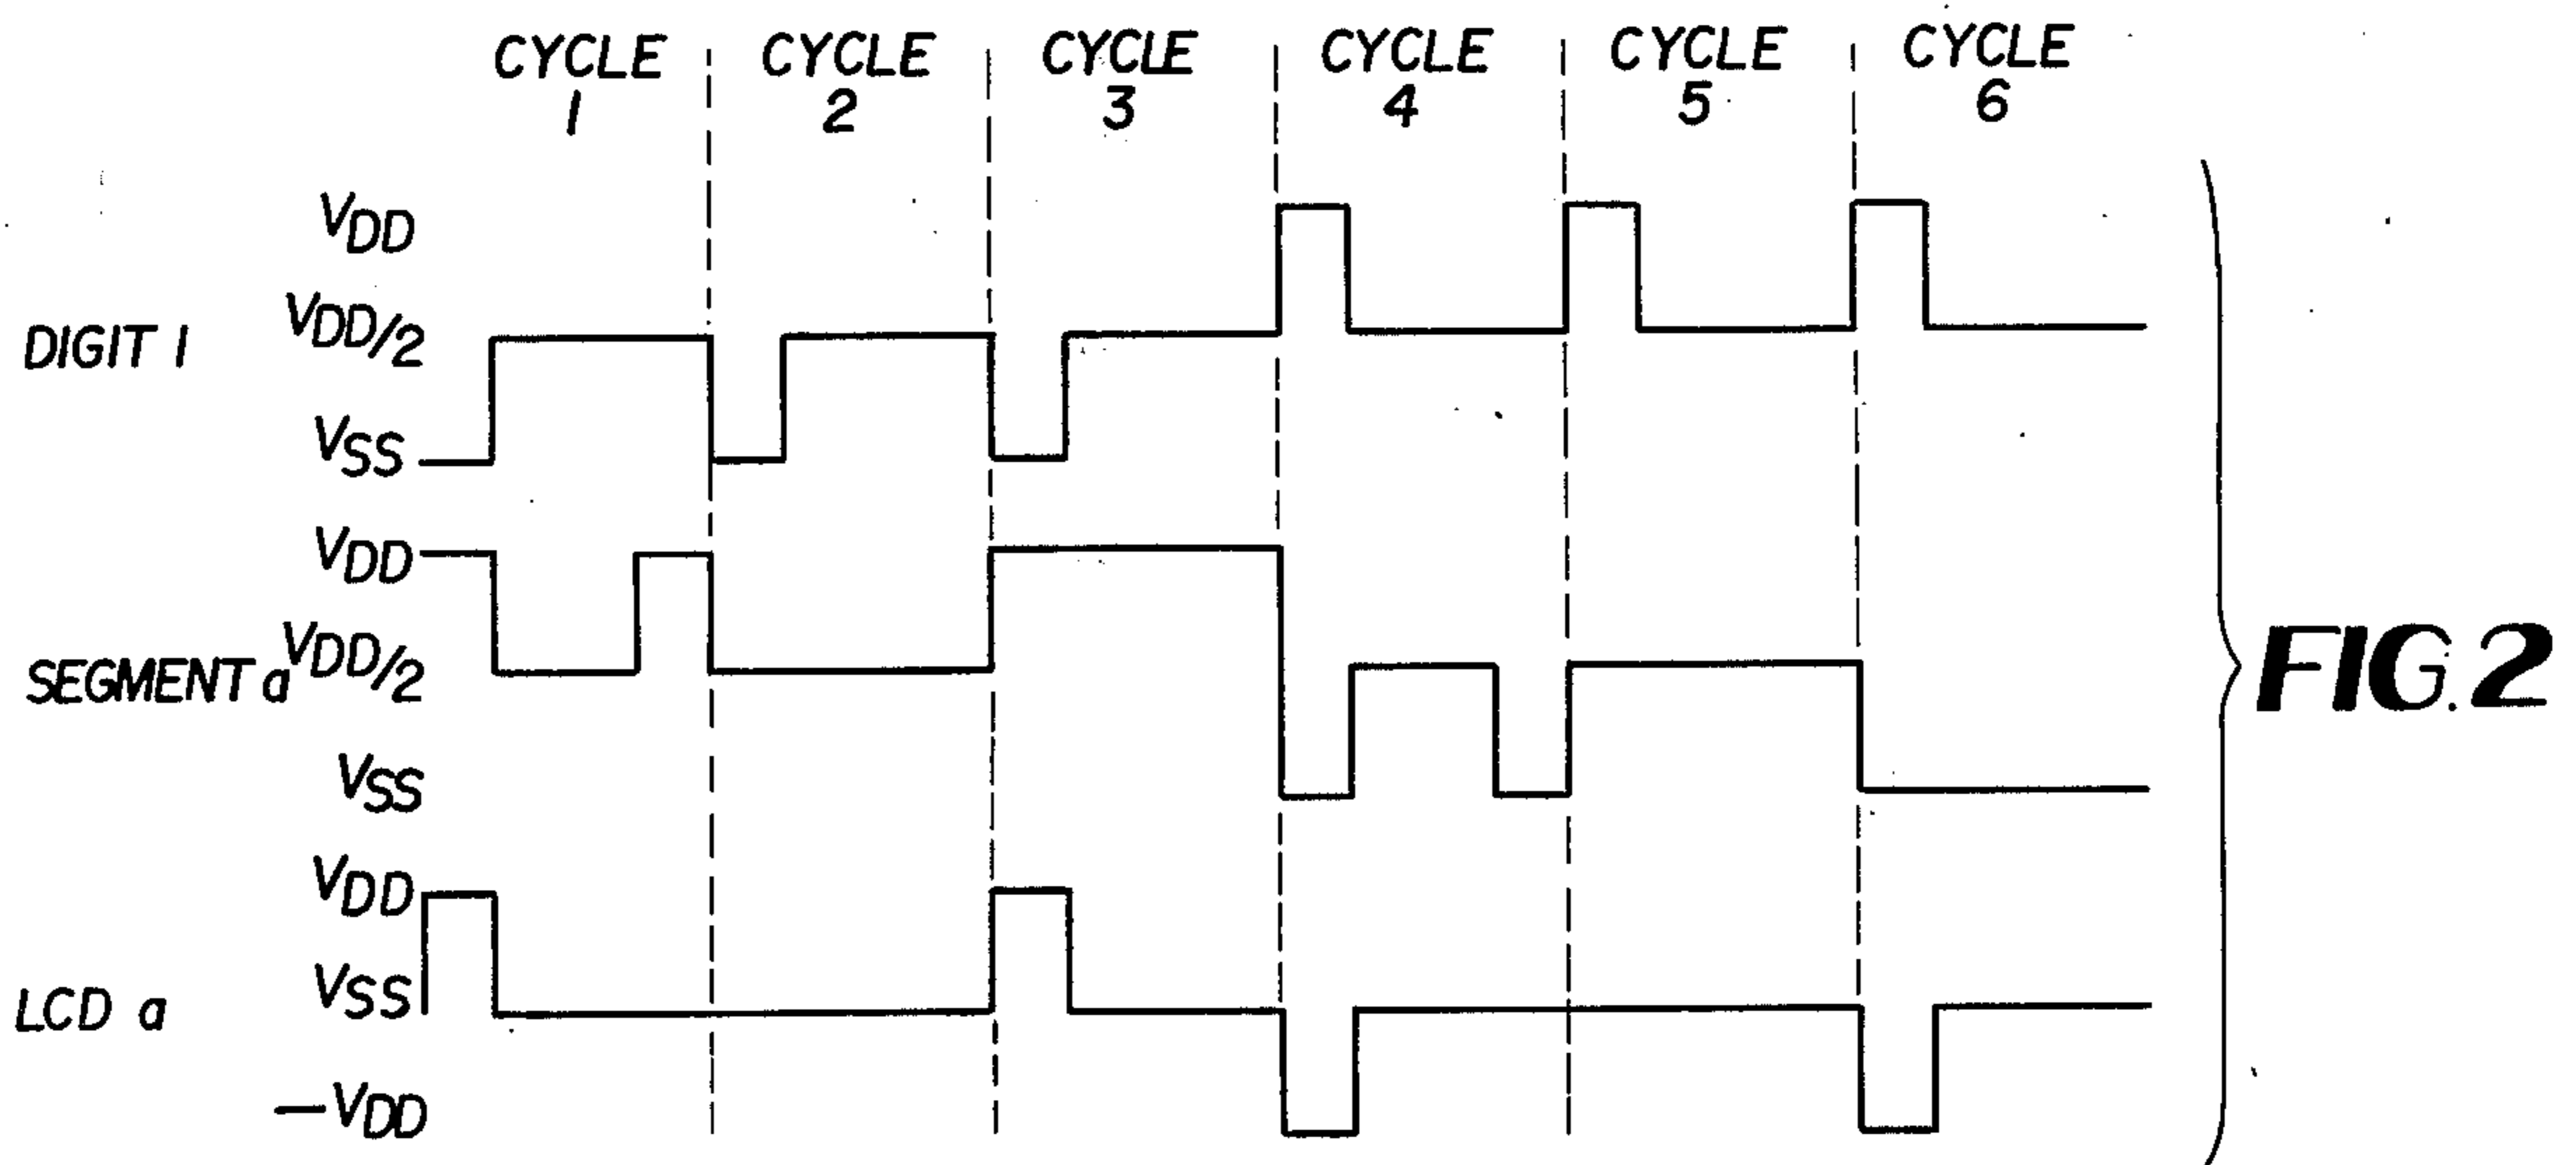 CYCLE 1
CYCLE 2
CYCLE 3
CYCLE 4
CYCLE 5
CYCLE 6
DIGIT 1
VDD
VDD/2
VSS
SEGMENT a
VDD
VDD/2
VSS
LCD a
VDD
VSS
—VDD
FIG. 2